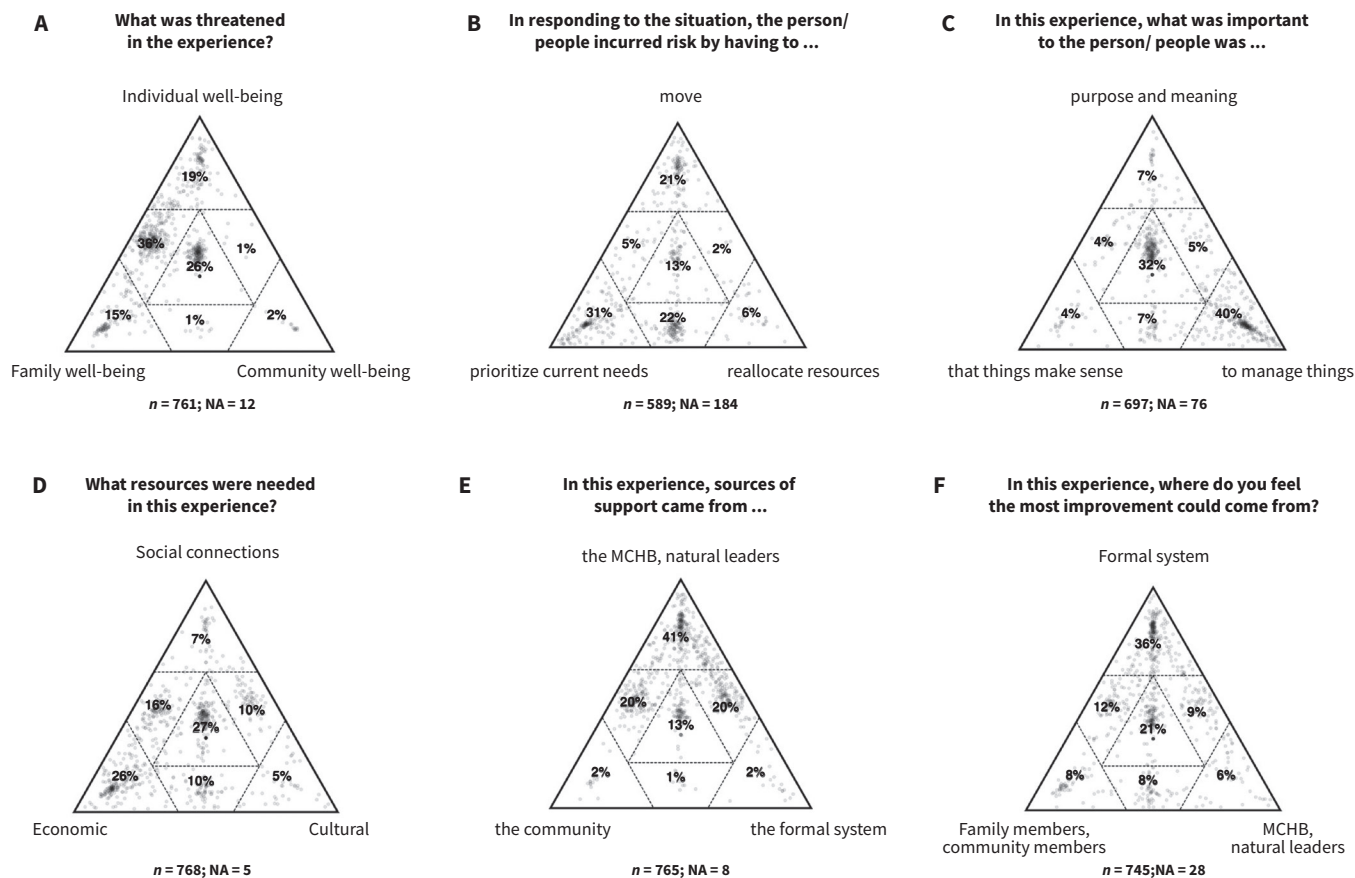 A
What was threatened
in the experience?
Individual well-being
19%
36%
1%
26%
15%
1%
2%
Family well-being
Community well-being
n = 761; NA = 12
B
In responding to the situation, the person/
people incurred risk by having to ...
move
21%
5%
2%
13%
31%
22%
6%
prioritize current needs
reallocate resources
n = 589; NA = 184
C
In this experience, what was important
to the person/ people was ...
purpose and meaning
7%
4%
5%
32%
4%
7%
40%
that things make sense
to manage things
n = 697; NA = 76
D
What resources were needed
in this experience?
Social connections
7%
16%
10%
27%
26%
10%
5%
Economic
Cultural
n = 768; NA = 5
E
In this experience, sources of
support came from ...
the MCHB, natural leaders
41%
20%
20%
13%
2%
1%
2%
the community
the formal system
n = 765; NA = 8
F
In this experience, where do you feel
the most improvement could come from?
Formal system
36%
12%
9%
21%
8%
8%
6%
Family members,
community members
MCHB,
natural leaders
n = 745;NA = 28